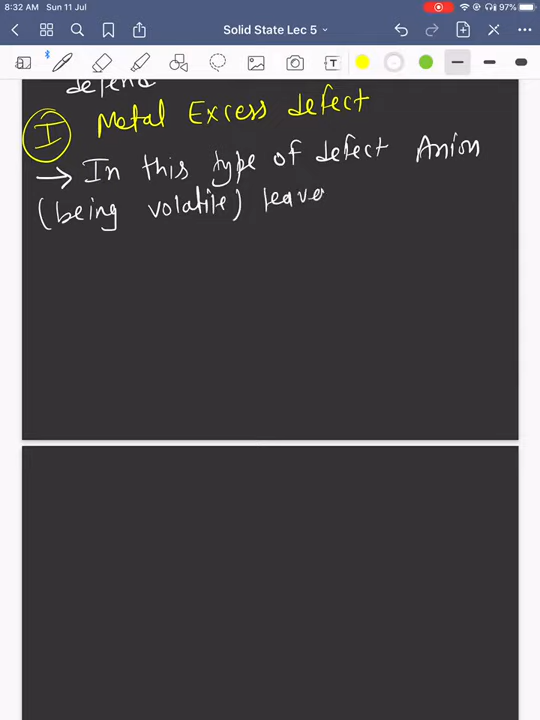 8:32 AM Sun 11 Jul
97%
Solid State Lec 5
T
defend
I Metal Excess defect
→ In this type of defect Anion
(being volatile) leave